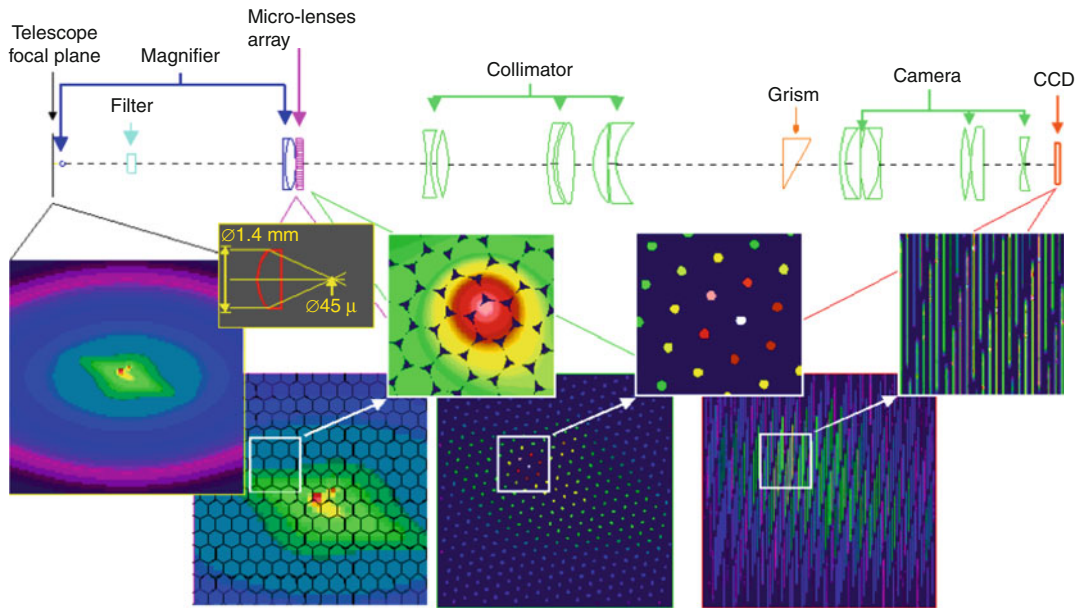 Telescope
focal plane
Magnifier
Filter
Micro-lenses
array
Collimator
Grism
Camera
CCD
∅1.4 mm
∅45 μ